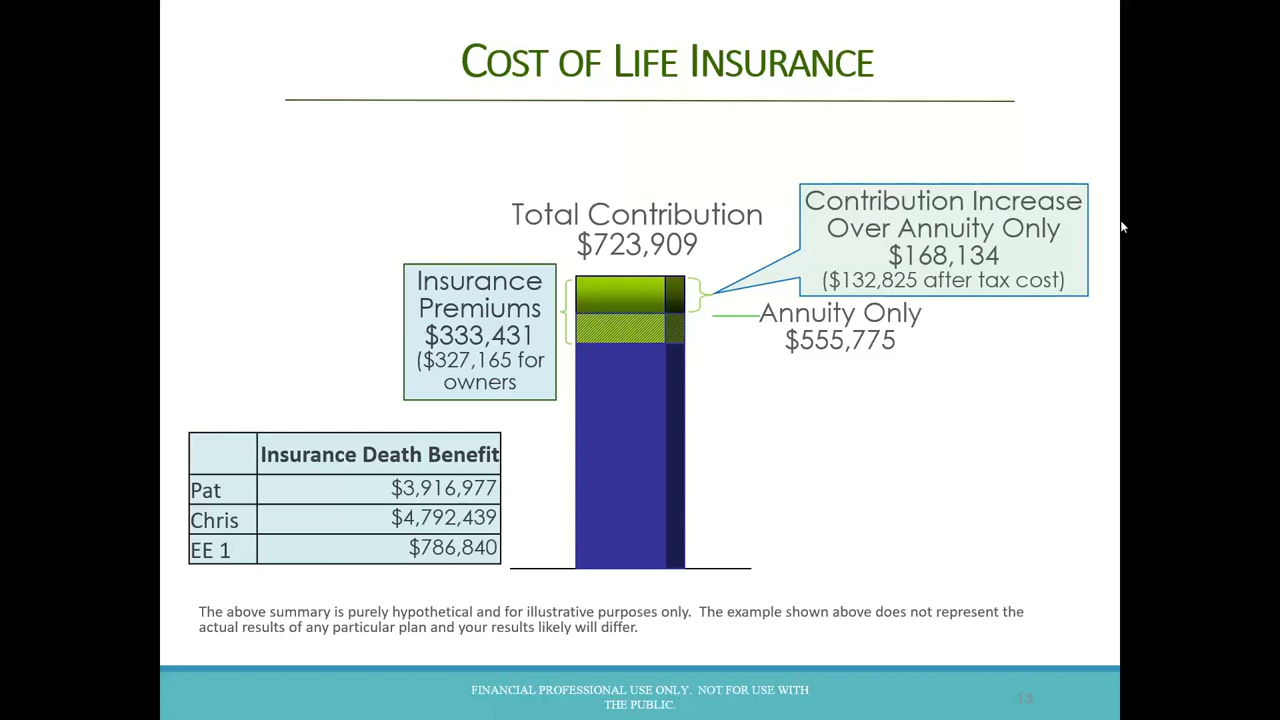 COST OF LIFE INSURANCE
Total Contribution
$723,909
Contribution Increase
Over Annuity Only
$168,134
($132,825 after tax cost)
Insurance
Premiums
$333,431
($327,165 for
owners
Annuity Only
$555,775
Insurance Death Benefit
Pat $3,916,977
Chris $4,792,439
EE 1 $786,840
The above summary is purely hypothetical and for illustrative purposes only. The example shown above does not represent the
actual results of any particular plan and your results likely will differ.
FINANCIAL PROFESSIONAL USE ONLY. NOT FOR USE WITH
THE PUBLIC.